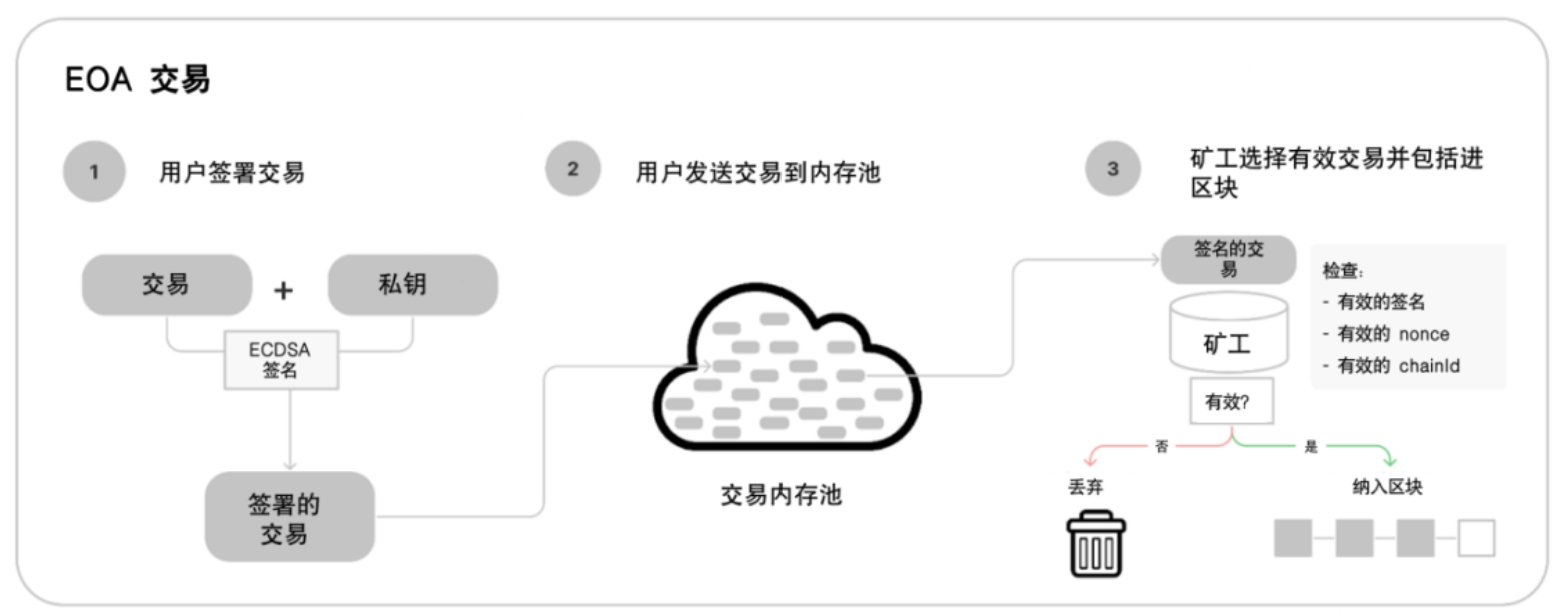 EOA 交易
1
用户签署交易
2
用户发送交易到内存池
3
矿工选择有效交易并包括进
区块
交易
+
私钥
ECDSA
签名
签署的
交易
交易内存池
签名的交
易
矿工
有效?
检查:
- 有效的签名
- 有效的 nonce
- 有效的 chainId
否
是
丢弃
纳入区块